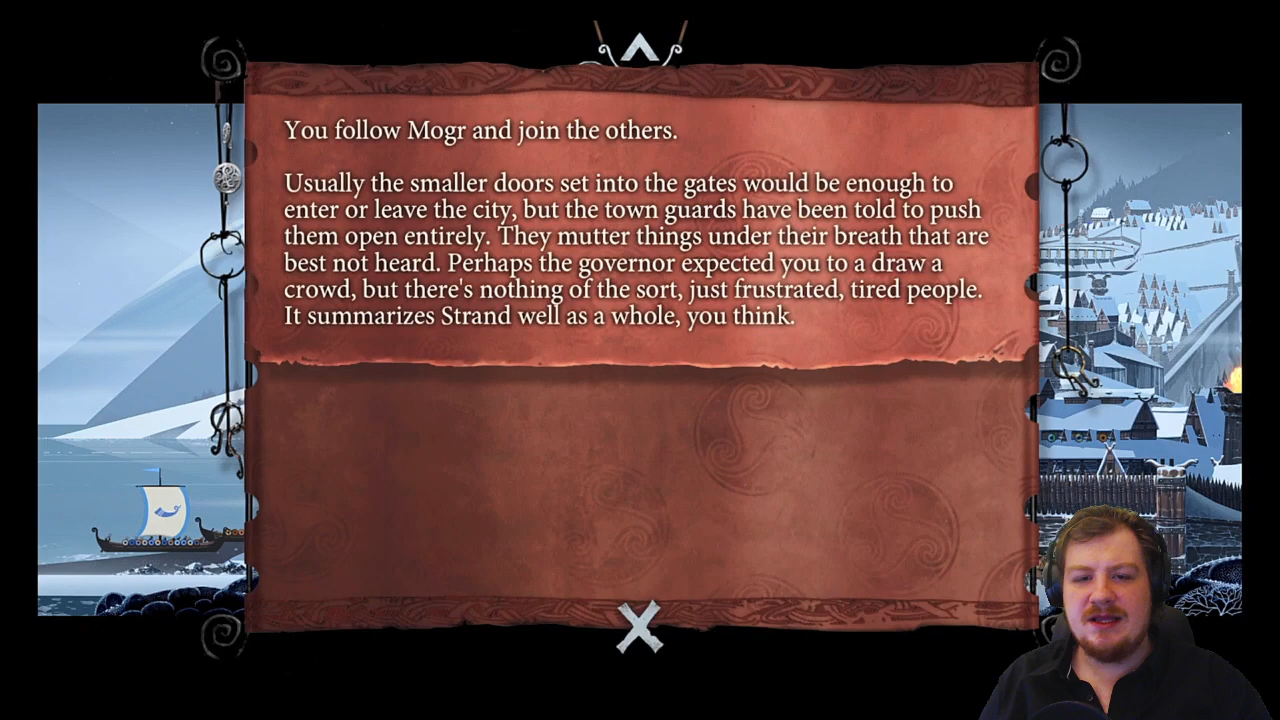 You follow Mogr and join the others.
Usually the smaller doors set into the gates would be enough to
enter or leave the city, but the town guards have been told to push
them open entirely. They mutter things under their breath that are
best not heard. Perhaps the governor expected you to a draw a
crowd, but there's nothing of the sort, just frustrated, tired people.
It summarizes Strand well as a whole, you think.